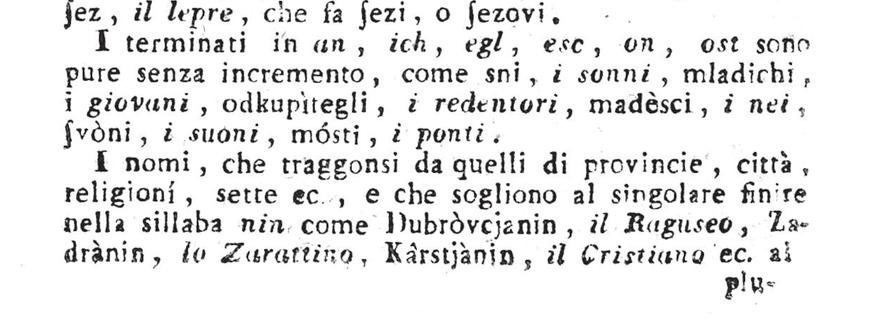 ſez, il lepre, che fa ſezi, o ſezovi.
I terminati in an, ich, egl, esc, on, ost sono
pure senza incremento, come sni, i sonni, mladichi,
i giovani, odkupìtegli, i redentori, madèsci, i nei,
ſvòni, i suoni, mósti, i ponti.
I nomi, che traggonsi da quelli di provincie, città,
religioní, sette ec., e che sogliono al singolare finire
nella sillaba nin come Dubròvcjanin, il Raguseo, Za-
drànin, lo Zarattino, Kârstjànin, il Cristiano ec. al
plu-